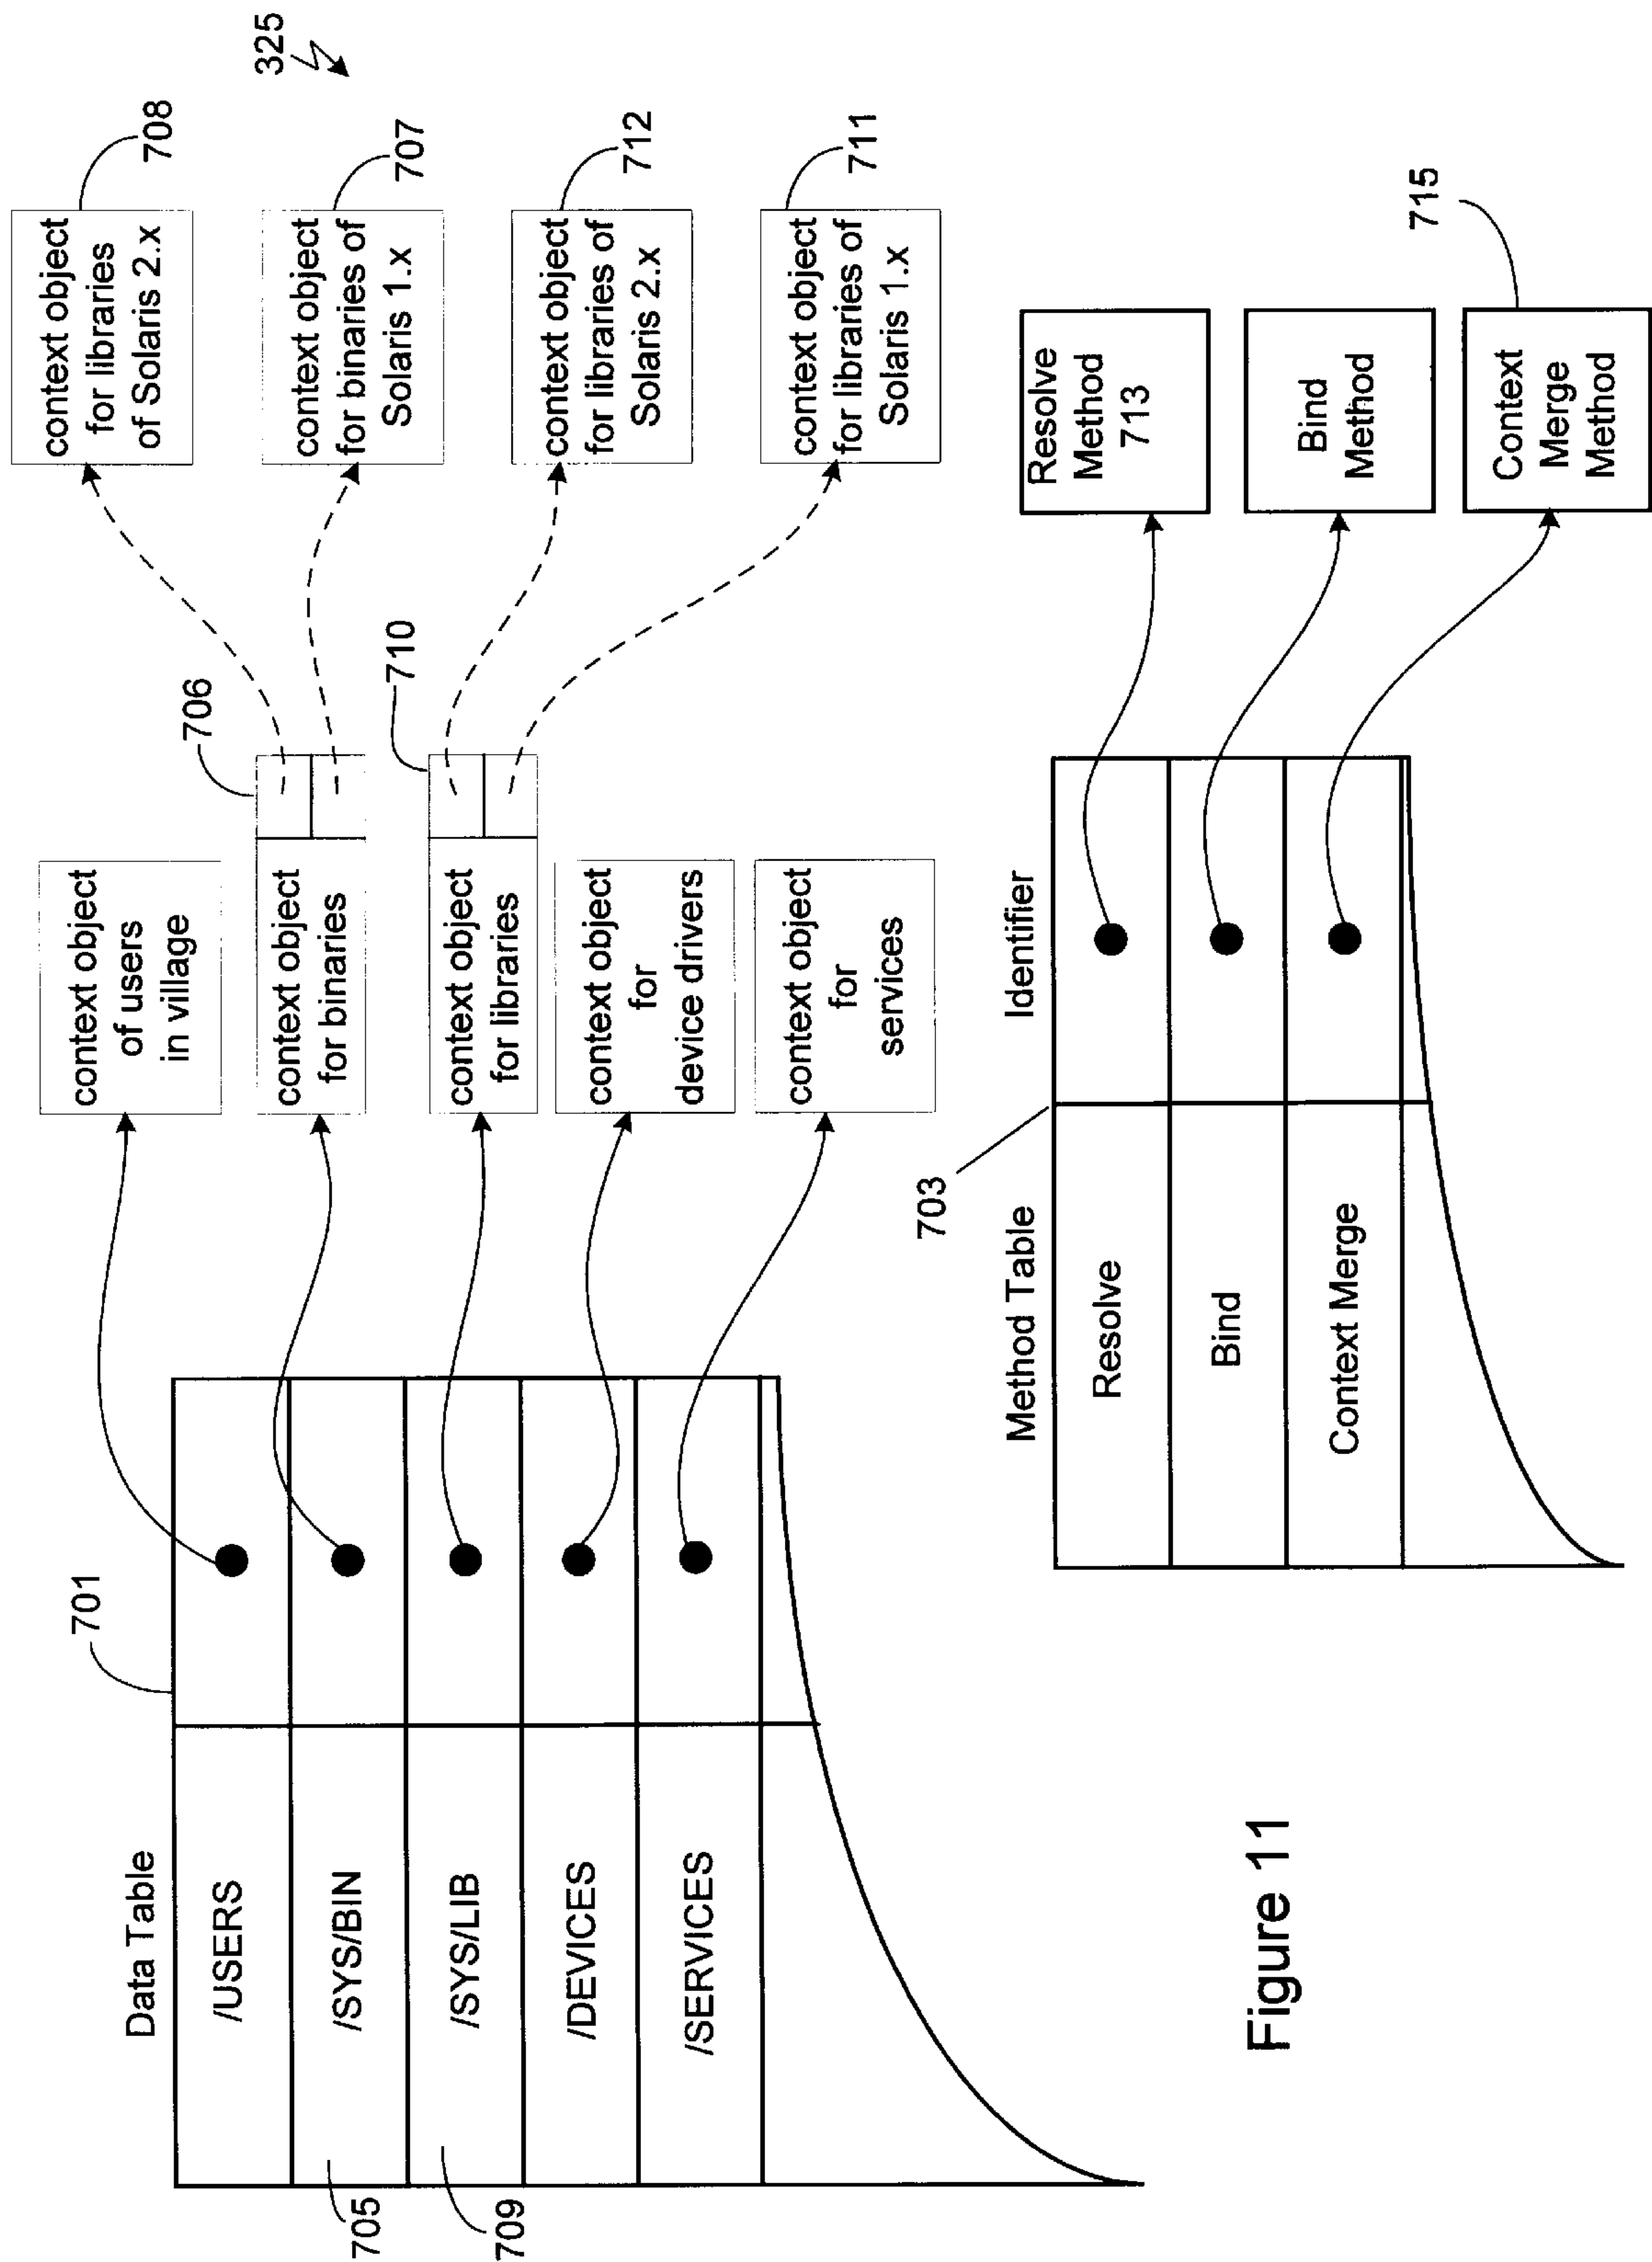 325
Data Table
701
/USERS
705
/SYS/BIN
709
/SYS/LIB
/DEVICES
/SERVICES
context object
of users
in village
706
context object
for binaries
710
context object
for libraries
context object
for
device drivers
context object
for
services
context object
for libraries
of Solaris 2.x
708
context object
for binaries of
Solaris 1.x
707
context object
for libraries of
Solaris 2.x
712
context object
for libraries of
Solaris 1.x
711
703
Method Table
Identifier
Resolve
Bind
Context Merge
Resolve
Method
713
Bind
Method
Context
Merge
Method
715
Figure 11